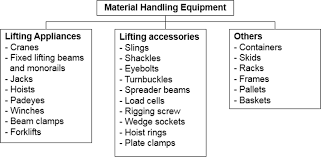 Material Handling Equipment
Lifting Appliances
- Cranes
- Fixed lifting beams
and monorails
- Jacks
- Hoists
- Padeyes
- Winches
- Beam clamps
- Forklifts
Lifting accessories
- Slings
- Shackles
- Eyebolts
- Turnbuckles
- Spreader beams
- Load cells
- Rigging screw
- Wedge sockets
- Hoist rings
- Plate clamps
Others
- Containers
- Skids
- Racks
- Frames
- Pallets
- Baskets